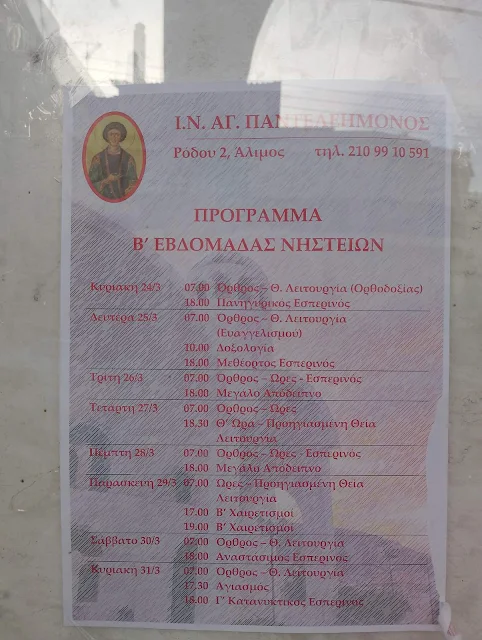 Ι.Ν. ΑΓ. ΠΑΝΤΕΛΕΗΜΟΝΟΣ
Ρόδου 2, Άλιμος τηλ. 210 99 10 591
ΠΡΟΓΡΑΜΜΑ
Β' ΕΒΔΟΜΑΔΑΣ ΝΗΣΤΕΙΩΝ
Κυριακή 24/3 07.00 Όρθρος – Θ. Λειτουργία (Ορθοδοξίας)
18.00 Πανηγυρικός Εσπερινός
Δευτέρα 25/3 07.00 Όρθρος – Θ. Λειτουργία
(Ευαγγελισμού)
10.00 Δοξολογία
18.00 Μεθέορτος Εσπερινός
Τρίτη 26/3 07.00 Όρθρος – Ώρες - Εσπερινός
18.00 Μεγάλο Απόδειπνο
Τετάρτη 27/3 07.00 Όρθρος – Ώρες
18.30 Θ' Ώρα – Προηγιασμένη Θεία
Λειτουργία
Πέμπτη 28/3 07.00 Όρθρος – Ώρες - Εσπερινός
18.00 Μεγάλο Απόδειπνο
Παρασκευή 29/3 07.00 Ώρες – Προηγιασμένη Θεία
Λειτουργία
17.00 Β' Χαιρετισμοί
19.00 Β' Χαιρετισμοί
Σάββατο 30/3 07.00 Όρθρος – Θ. Λειτουργία
18.00 Αναστάσιμος Εσπερινός
Κυριακή 31/3 07.00 Όρθρος – Θ. Λειτουργία
17.30 Αγιασμός
18.00 Γ' Κατανυκτικός Εσπερινός